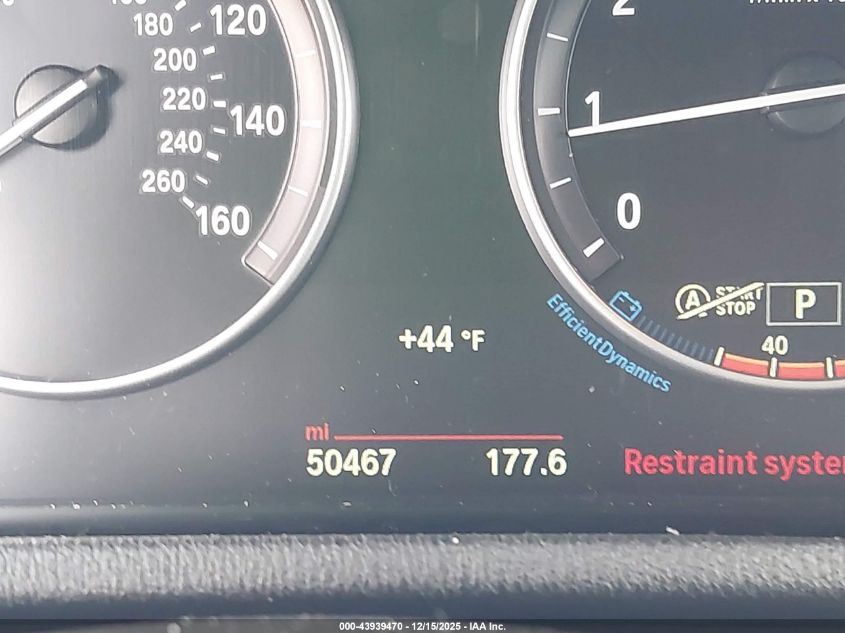 180
120
200
220
140
240
260
160
2
1
0
A START STOP
P
40
EfficientDynamics
+44 °F
mi
50467 177.6
Restraint
000-43939470 - 12/15/2025 - IAA Inc.